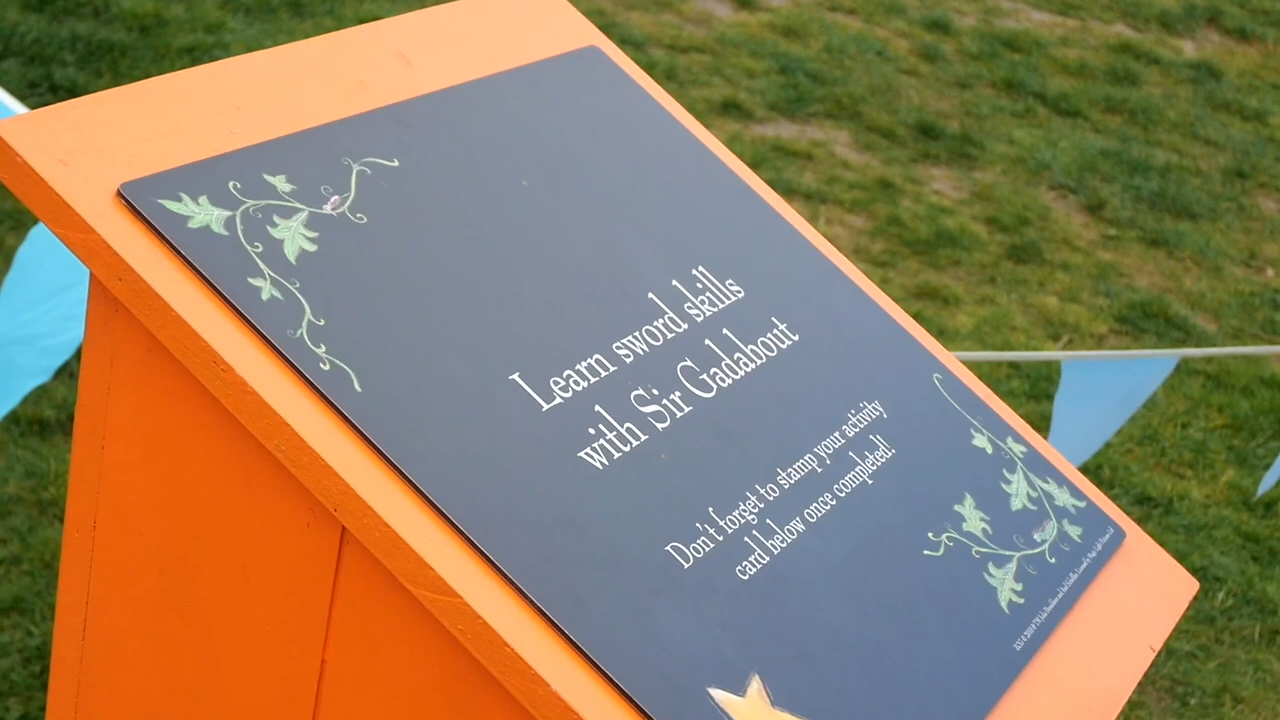 Learn sword skills
with Sir Gadabout
Don't forget to stamp your activity
card below once completed!